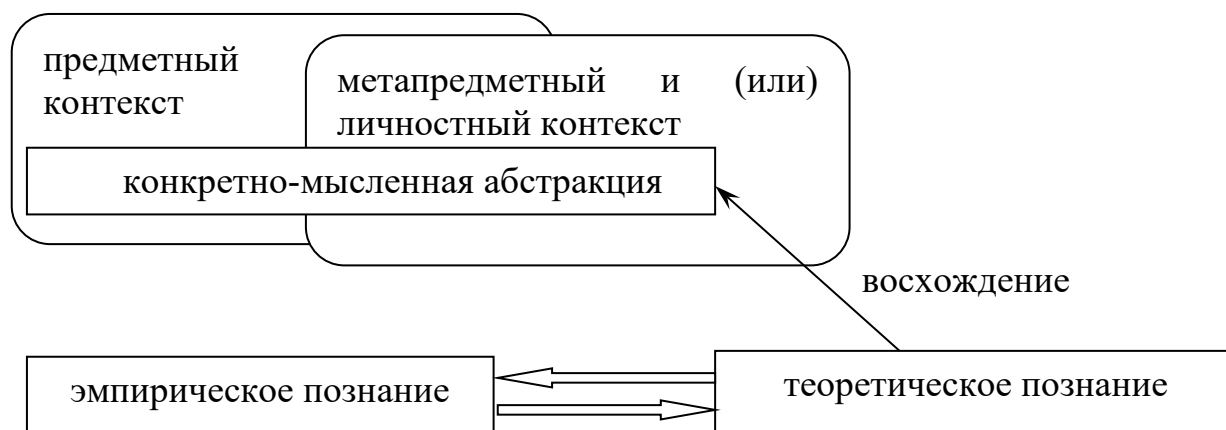 предметный
контекст
метапредметный и (или)
личностный контекст
конкретно-мысленная абстракция
восхождение
эмпирическое познание
теоретическое познание